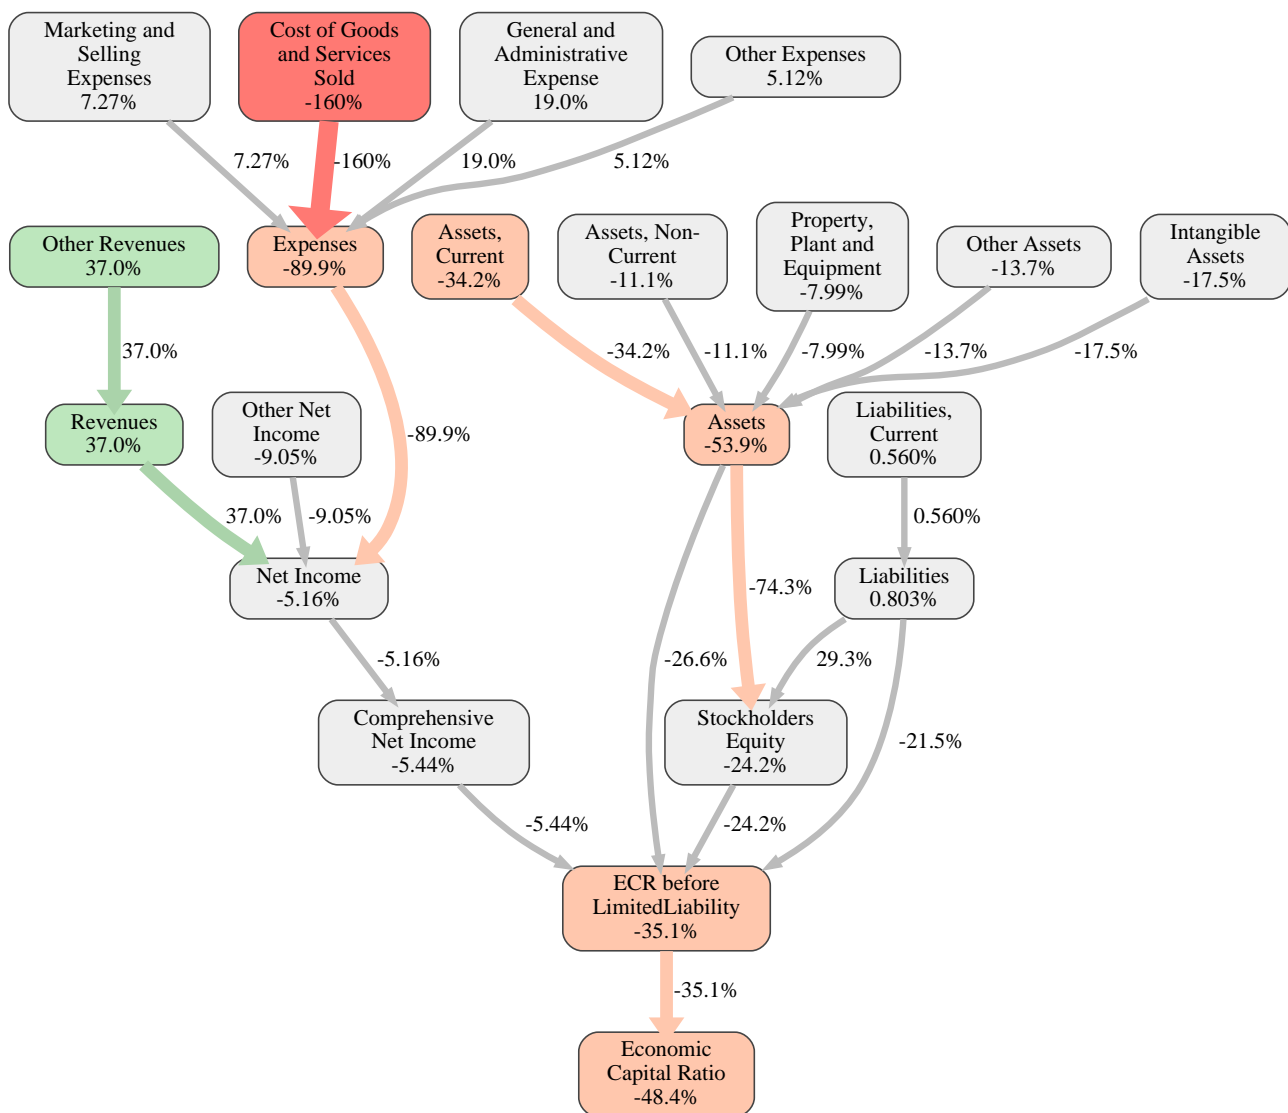 Marketing and
Selling
Expenses
7.27%
Cost of Goods
and Services
Sold
-160%
General and
Administrative
Expense
19.0%
Other Expenses
5.12%
7.27%
-160%
19.0%
5.12%
Other Revenues
37.0%
Expenses
-89.9%
Assets,
Current
-34.2%
Assets, Non-
Current
-11.1%
Property,
Plant and
Equipment
-7.99%
Other Assets
-13.7%
Intangible
Assets
-17.5%
37.0%
-34.2%
-11.1%
-7.99%
-13.7%
-17.5%
Revenues
37.0%
Other Net
Income
-9.05%
-89.9%
Assets
-53.9%
Liabilities,
Current
0.560%
37.0%
-9.05%
0.560%
Net Income
-5.16%
-74.3%
Liabilities
0.803%
-5.16%
-26.6%
29.3%
Comprehensive
Net Income
-5.44%
Stockholders
Equity
-24.2%
-21.5%
-5.44%
-24.2%
ECR before
LimitedLiability
-35.1%
-35.1%
Economic
Capital Ratio
-48.4%